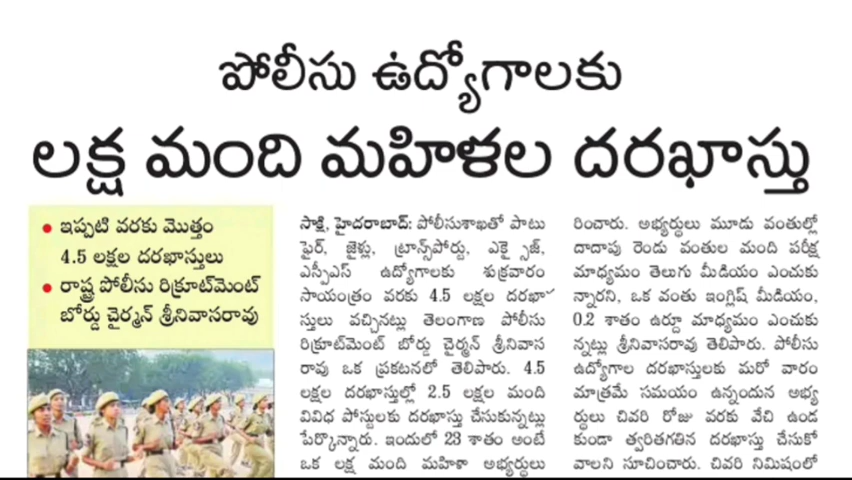 పోలీసు ఉద్యోగాలకు
లక్ష మంది మహిళల దరఖాస్తు
• ఇప్పటి వరకు మొత్తం
4.5 లక్షల దరఖాస్తులు
• రాష్ట్ర పోలీసు రిక్రూట్‌మెంట్
బోర్డు చైర్మన్ శ్రీనివాసరావు
సాక్షి, హైదరాబాద్: పోలీసుశాఖతో పాటు
ఫైర్, జైళ్లు, ట్రాన్స్‌పోర్టు, ఎక్సైజ్,
ఎస్పీఎస్ ఉద్యోగాలకు శుక్రవారం
సాయంత్రం వరకు 4.5 లక్షల దరఖా
స్తులు వచ్చినట్లు తెలంగాణ పోలీసు
రిక్రూట్‌మెంట్ బోర్డు చైర్మన్ శ్రీనివాస
రావు ఒక ప్రకటనలో తెలిపారు. 4.5
లక్షల దరఖాస్తుల్లో 2.5 లక్షల మంది
వివిధ పోస్టులకు దరఖాస్తు చేసుకున్నట్లు
పేర్కొన్నారు. ఇందులో 23 శాతం అంటే
ఒక లక్ష మంది మహిళా అభ్యర్థులు
రించారు. అభ్యర్థులు మూడు వంతుల్లో
దాదాపు రెండు వంతుల మంది పరీక్ష
మాధ్యమం తెలుగు మీడియం ఎంచుకు
న్నారని, ఒక వంతు ఇంగ్లిష్ మీడియం,
0.2 శాతం ఉర్దూ మాధ్యమం ఎంచుకు
న్నట్లు శ్రీనివాసరావు తెలిపారు. పోలీసు
ఉద్యోగాల దరఖాస్తులకు మరో వారం
మాత్రమే సమయం ఉన్నందున అభ్య
ర్థులు చివరి రోజు వరకు వేచి ఉండ
కుండా త్వరితగతిన దరఖాస్తు చేసుకో
వాలని సూచించారు. చివరి నిమిషంలో